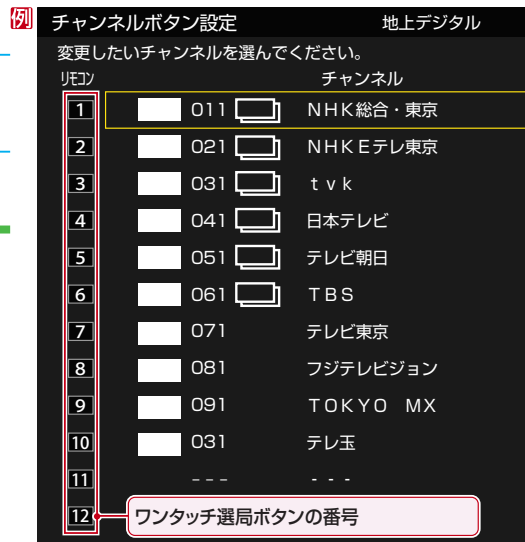 例 チャンネルボタン設定 地上デジタル
変更したいチャンネルを選んでください。
リモコン チャンネル
1 011 NHK総合・東京
2 021 NHKEテレ東京
3 031 tvk
4 041 日本テレビ
5 051 テレビ朝日
6 061 TBS
7 071 テレビ東京
8 081 フジテレビジョン
9 091 TOKYO MX
10 031 テレ玉
11 --- ---
12 ワンタッチ選局ボタンの番号